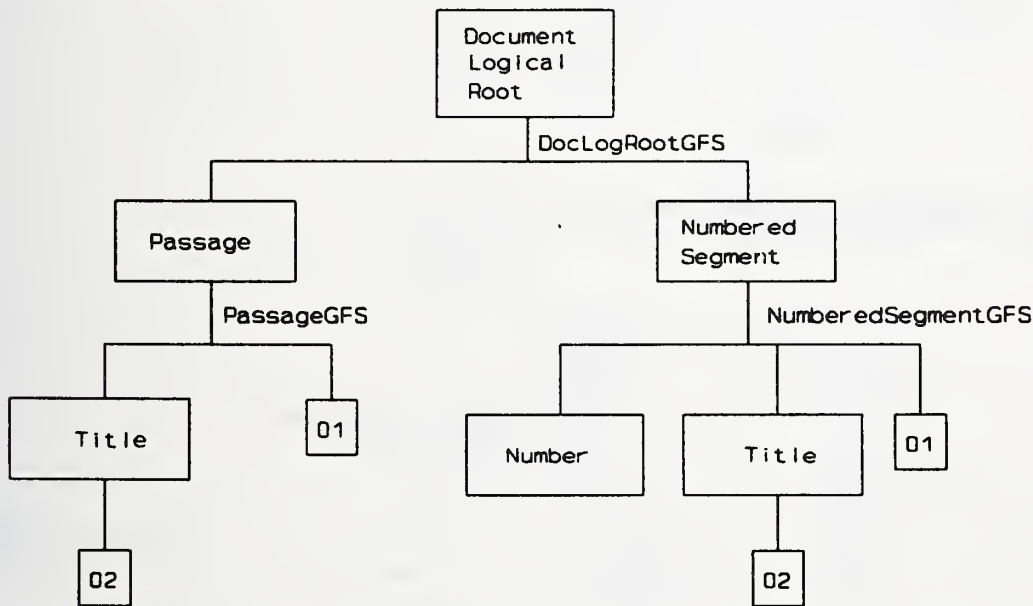 Document
Logical
Root
DocLogRootGFS
Passage
Numbered
Segment
PassageGFS
NumberedSegmentGFS
Title
01
Number
Title
01
02
02